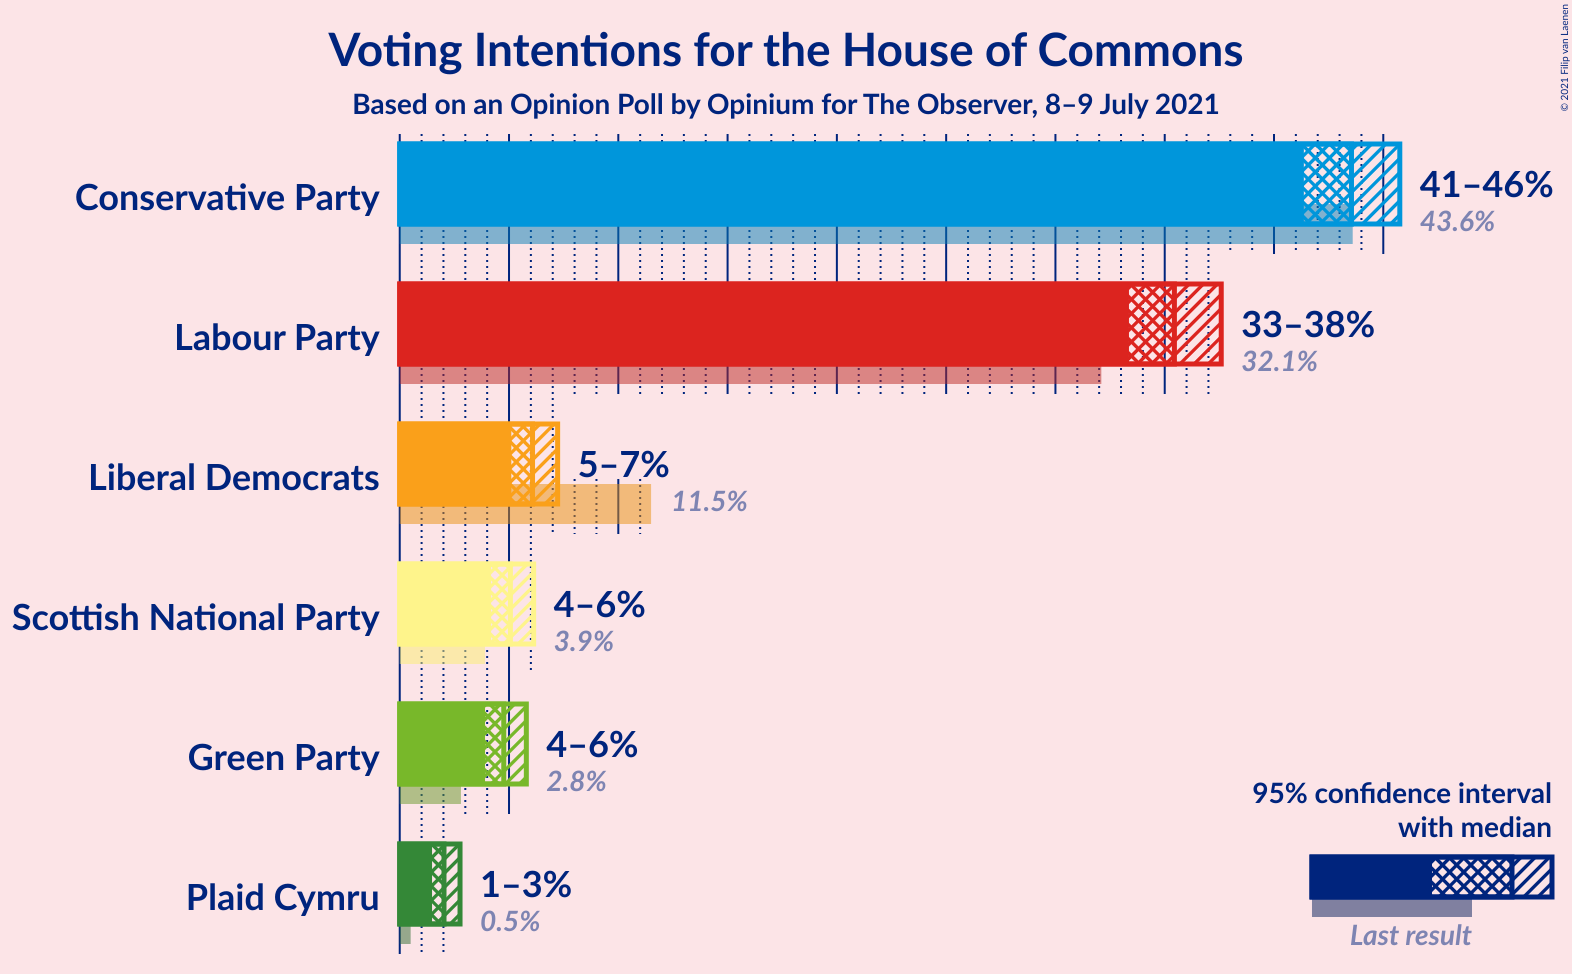 Voting Intentions for the House of Commons
Based on an Opinion Poll by Opinium for The Observer, 8–9 July 2021
© 2021 Filip van Laenen
Conservative Party
41–46%
43.6%
Labour Party
33–38%
32.1%
Liberal Democrats
5–7%
11.5%
Scottish National Party
4–6%
3.9%
Green Party
4–6%
2.8%
Plaid Cymru
1–3%
0.5%
95% confidence interval
with median
Last result